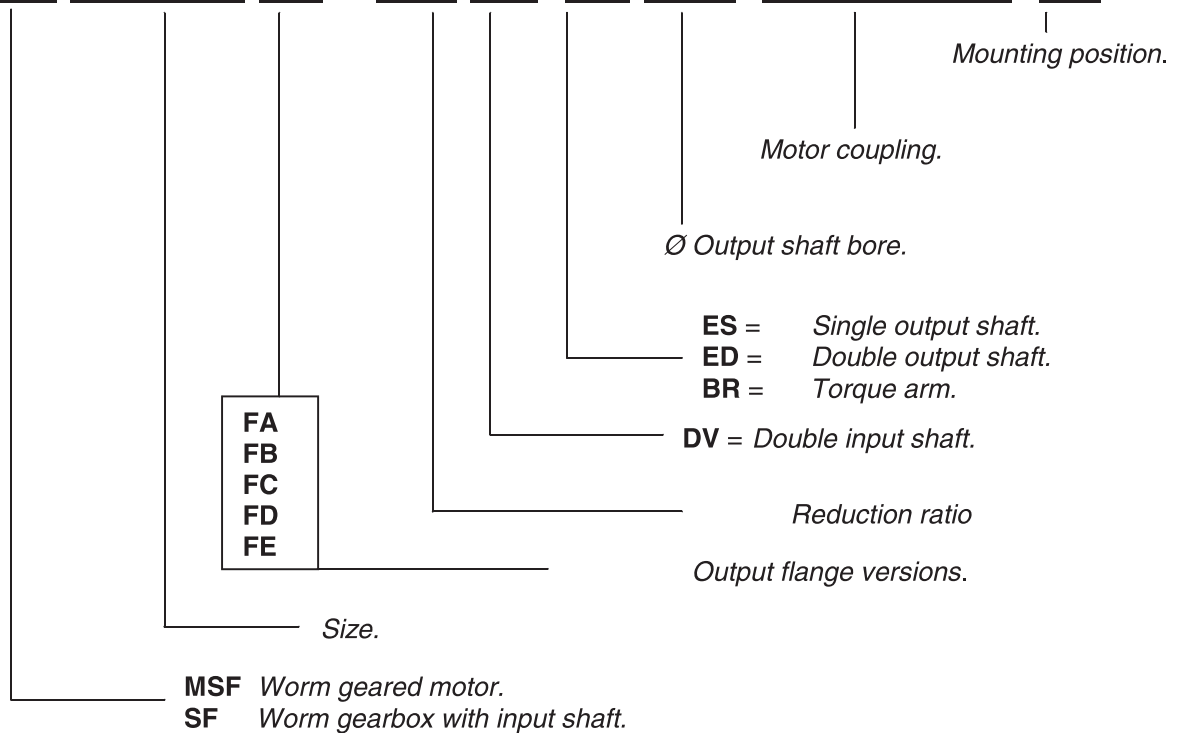 Mounting position.
Motor coupling.
Ø Output shaft bore.
ES = Single output shaft.
ED = Double output shaft.
BR = Torque arm.
FA
FB
FC
FD
FE
DV = Double input shaft.
Reduction ratio
Output flange versions.
Size.
MSF Worm geared motor.
SF Worm gearbox with input shaft.